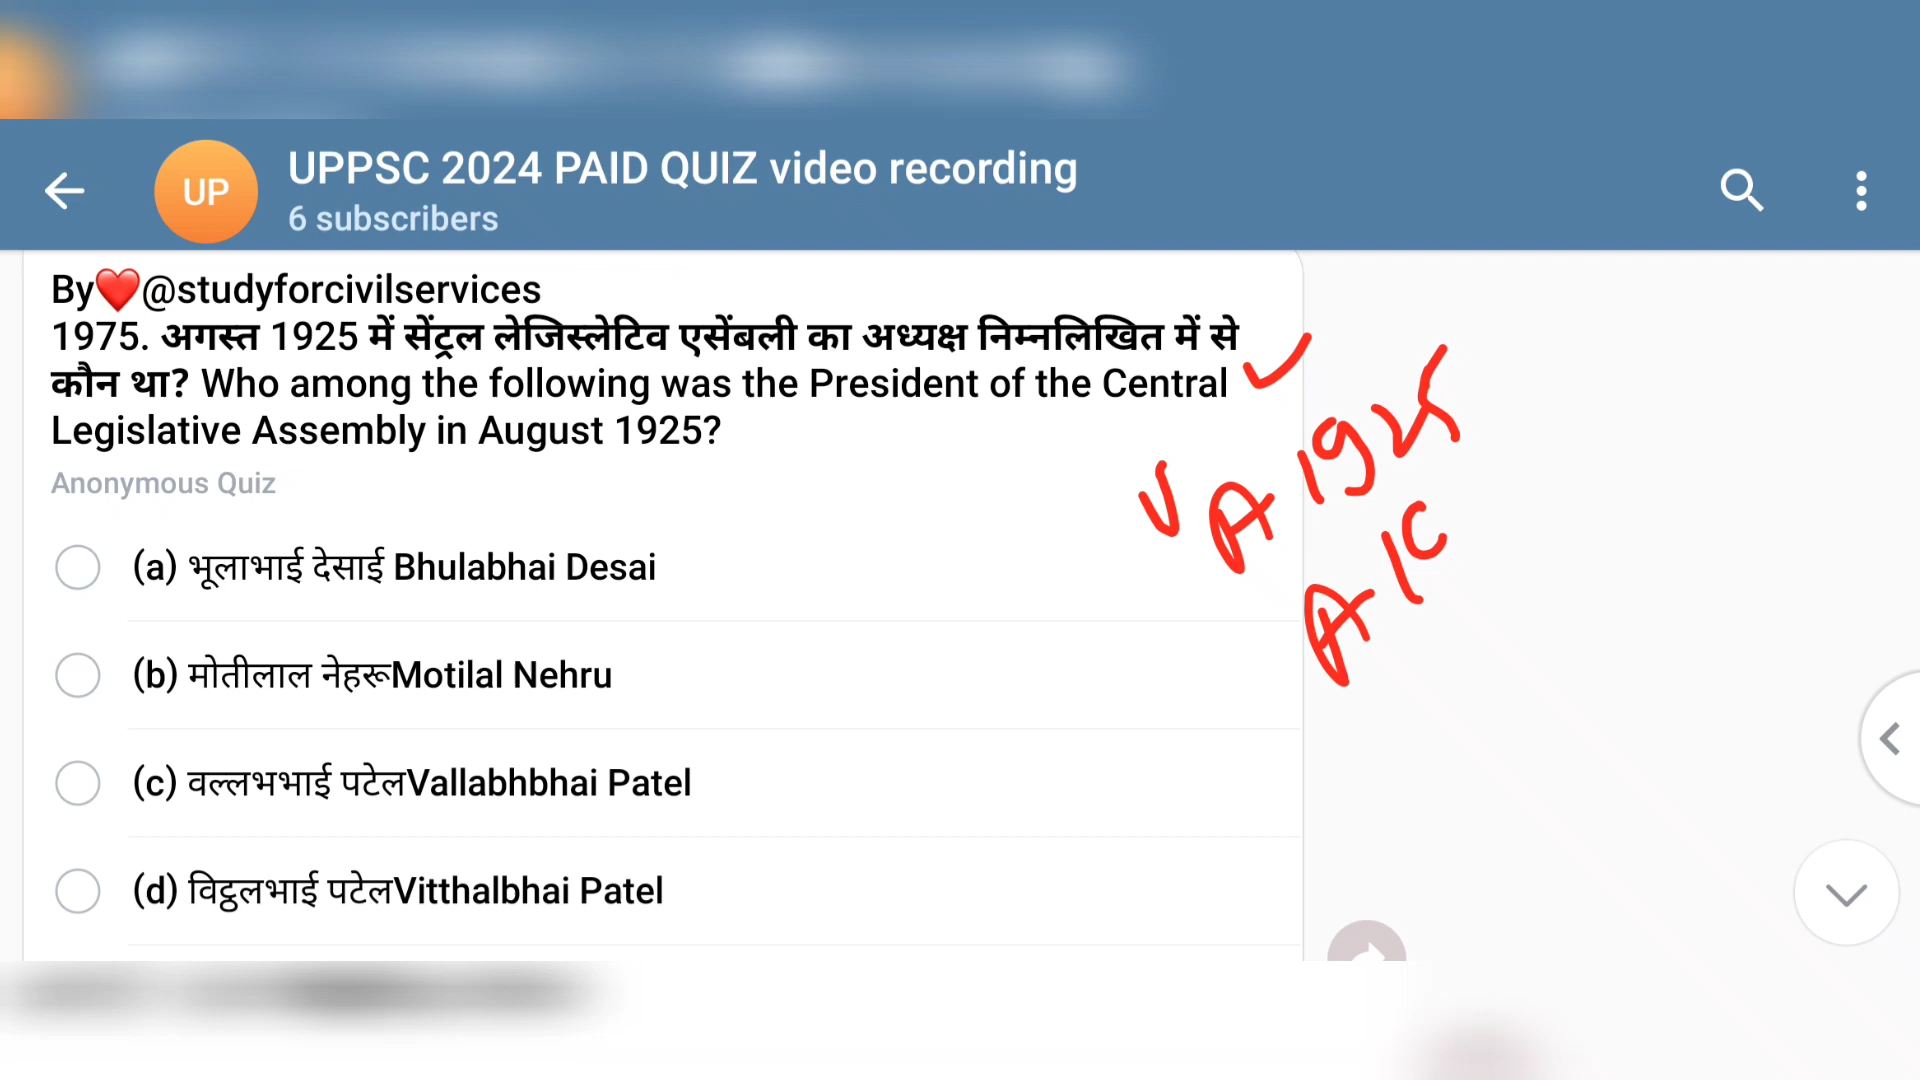 UP
UPPSC 2024 PAID QUIZ video recording
6 subscribers
By❤️@studyforcivilservices
1975. अगस्त 1925 में सेंट्रल लेजिस्लेटिव एसेंबली का अध्यक्ष निम्नलिखित में से
कौन था? Who among the following was the President of the Central
Legislative Assembly in August 1925?
Anonymous Quiz
(a) भूलाभाई देसाई Bhulabhai Desai
(b) मोतीलाल नेहरूMotilal Nehru
(c) वल्लभभाई पटेलVallabhbhai Patel
(d) विट्ठलभाई पटेलVitthalbhai Patel
A 1925